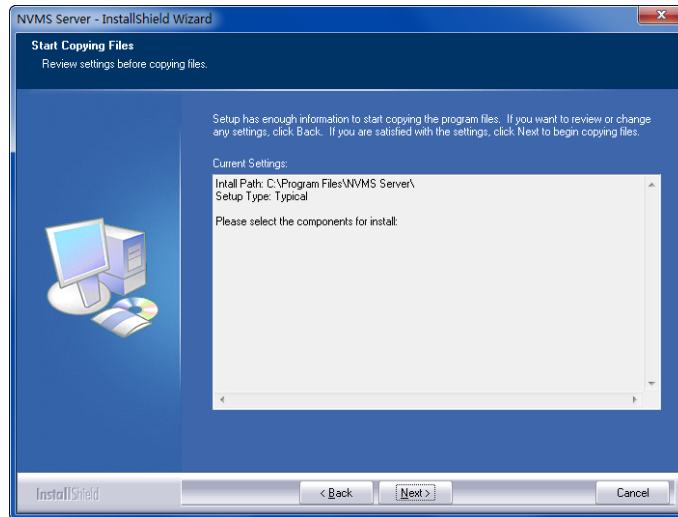 NVMS Server - InstallShield Wizard
Start Copying Files
Review settings before copying files.
Setup has enough information to start copying the program files. If you want to review or change
any settings, click Back. If you are satisfied with the settings, click Next to begin copying files.
Current Settings:
Intall Path: C:\Program Files\NVMS Server\
Setup Type: Typical
Please select the components for install:
InstallShield
< Back
Next >
Cancel